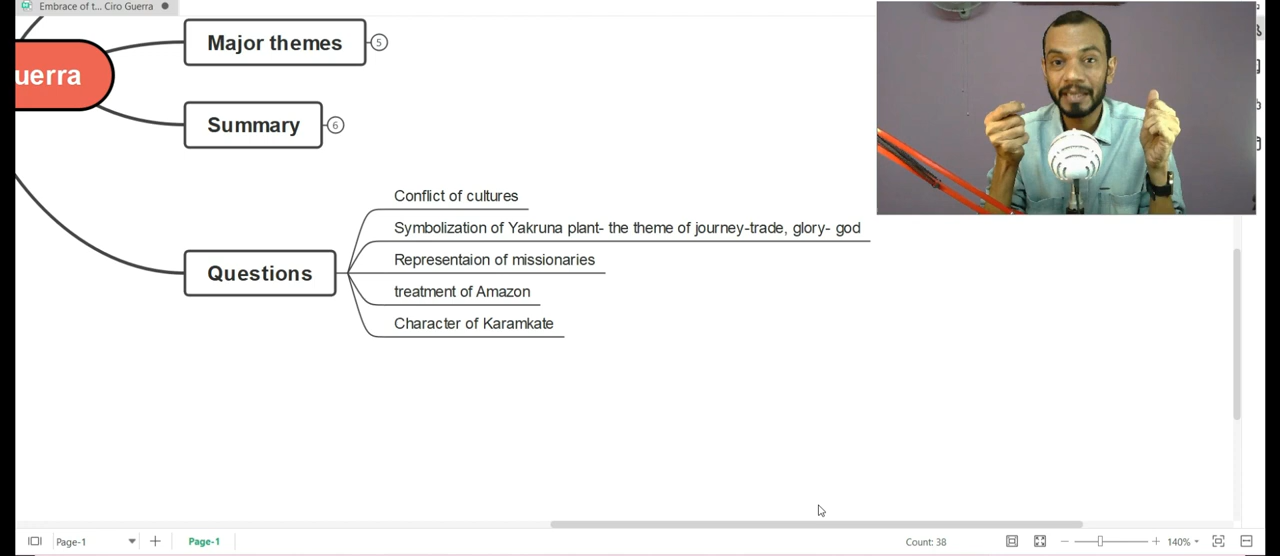 Embrace of t... Ciro Guerra
uerra
Major themes
5
Summary
6
Questions
Conflict of cultures
Symbolization of Yakruna plant- the theme of journey-trade, glory- god
Representaion of missionaries
treatment of Amazon
Character of Karamkate
Page-1
Page-1
Count: 38
140%